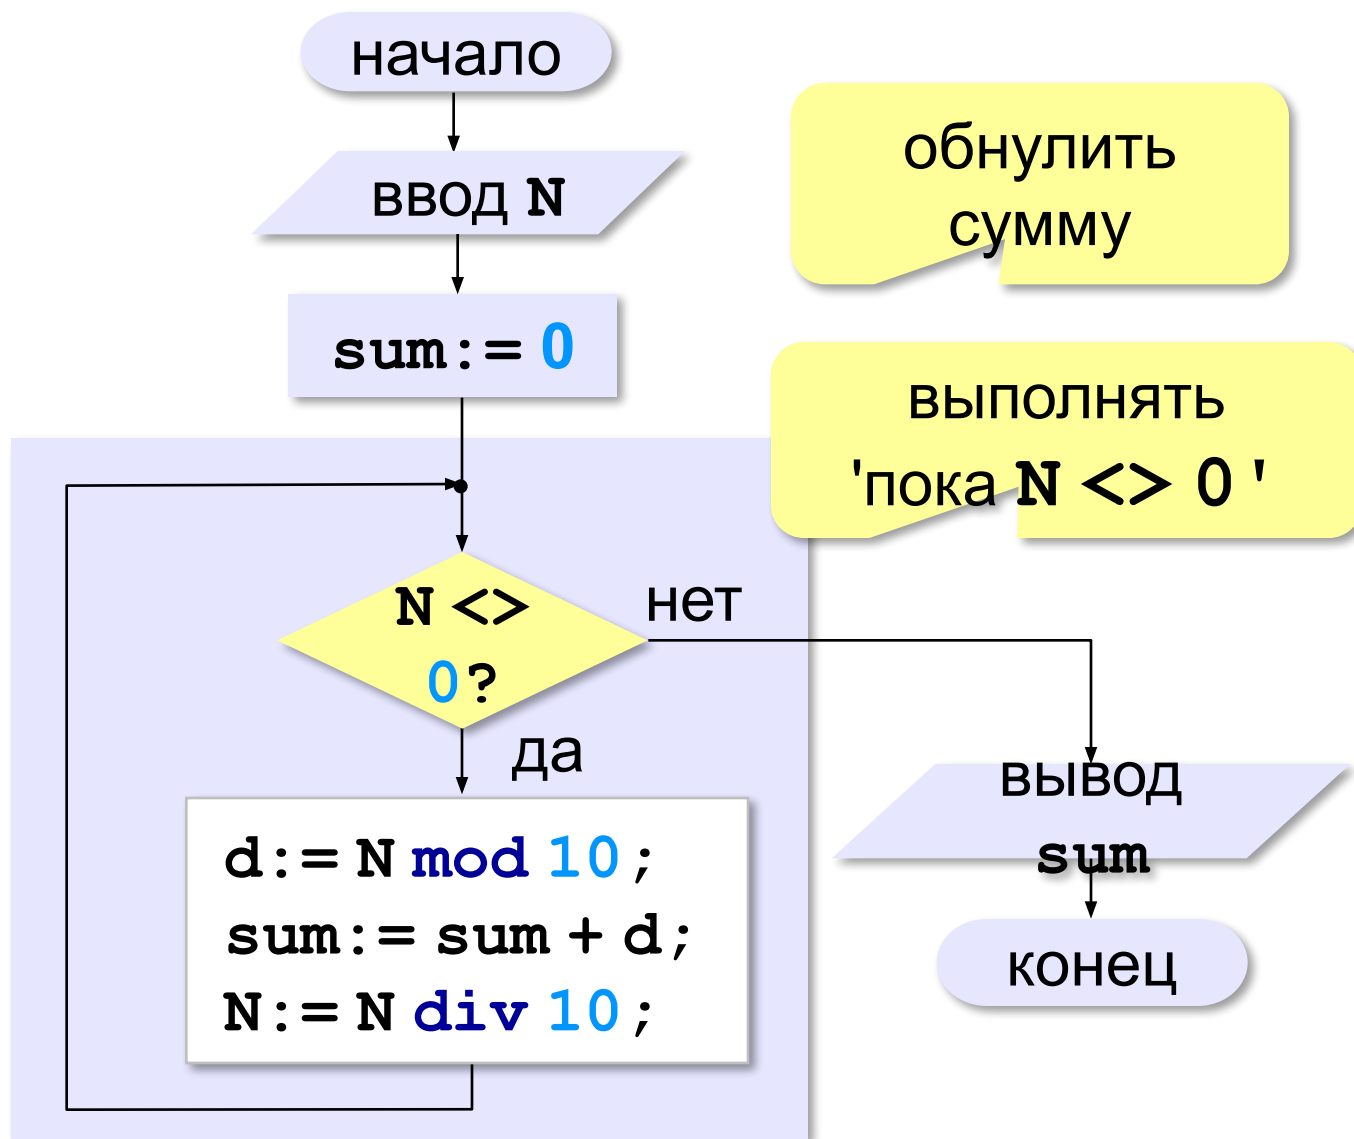 начало
ввод N
sum:= 0
обнулить
сумму
выполнять
'пока N <> 0 '
N <>
0?
нет
да
d:= N mod 10;
sum:= sum + d;
N:= N div 10;
вывод
sum
конец